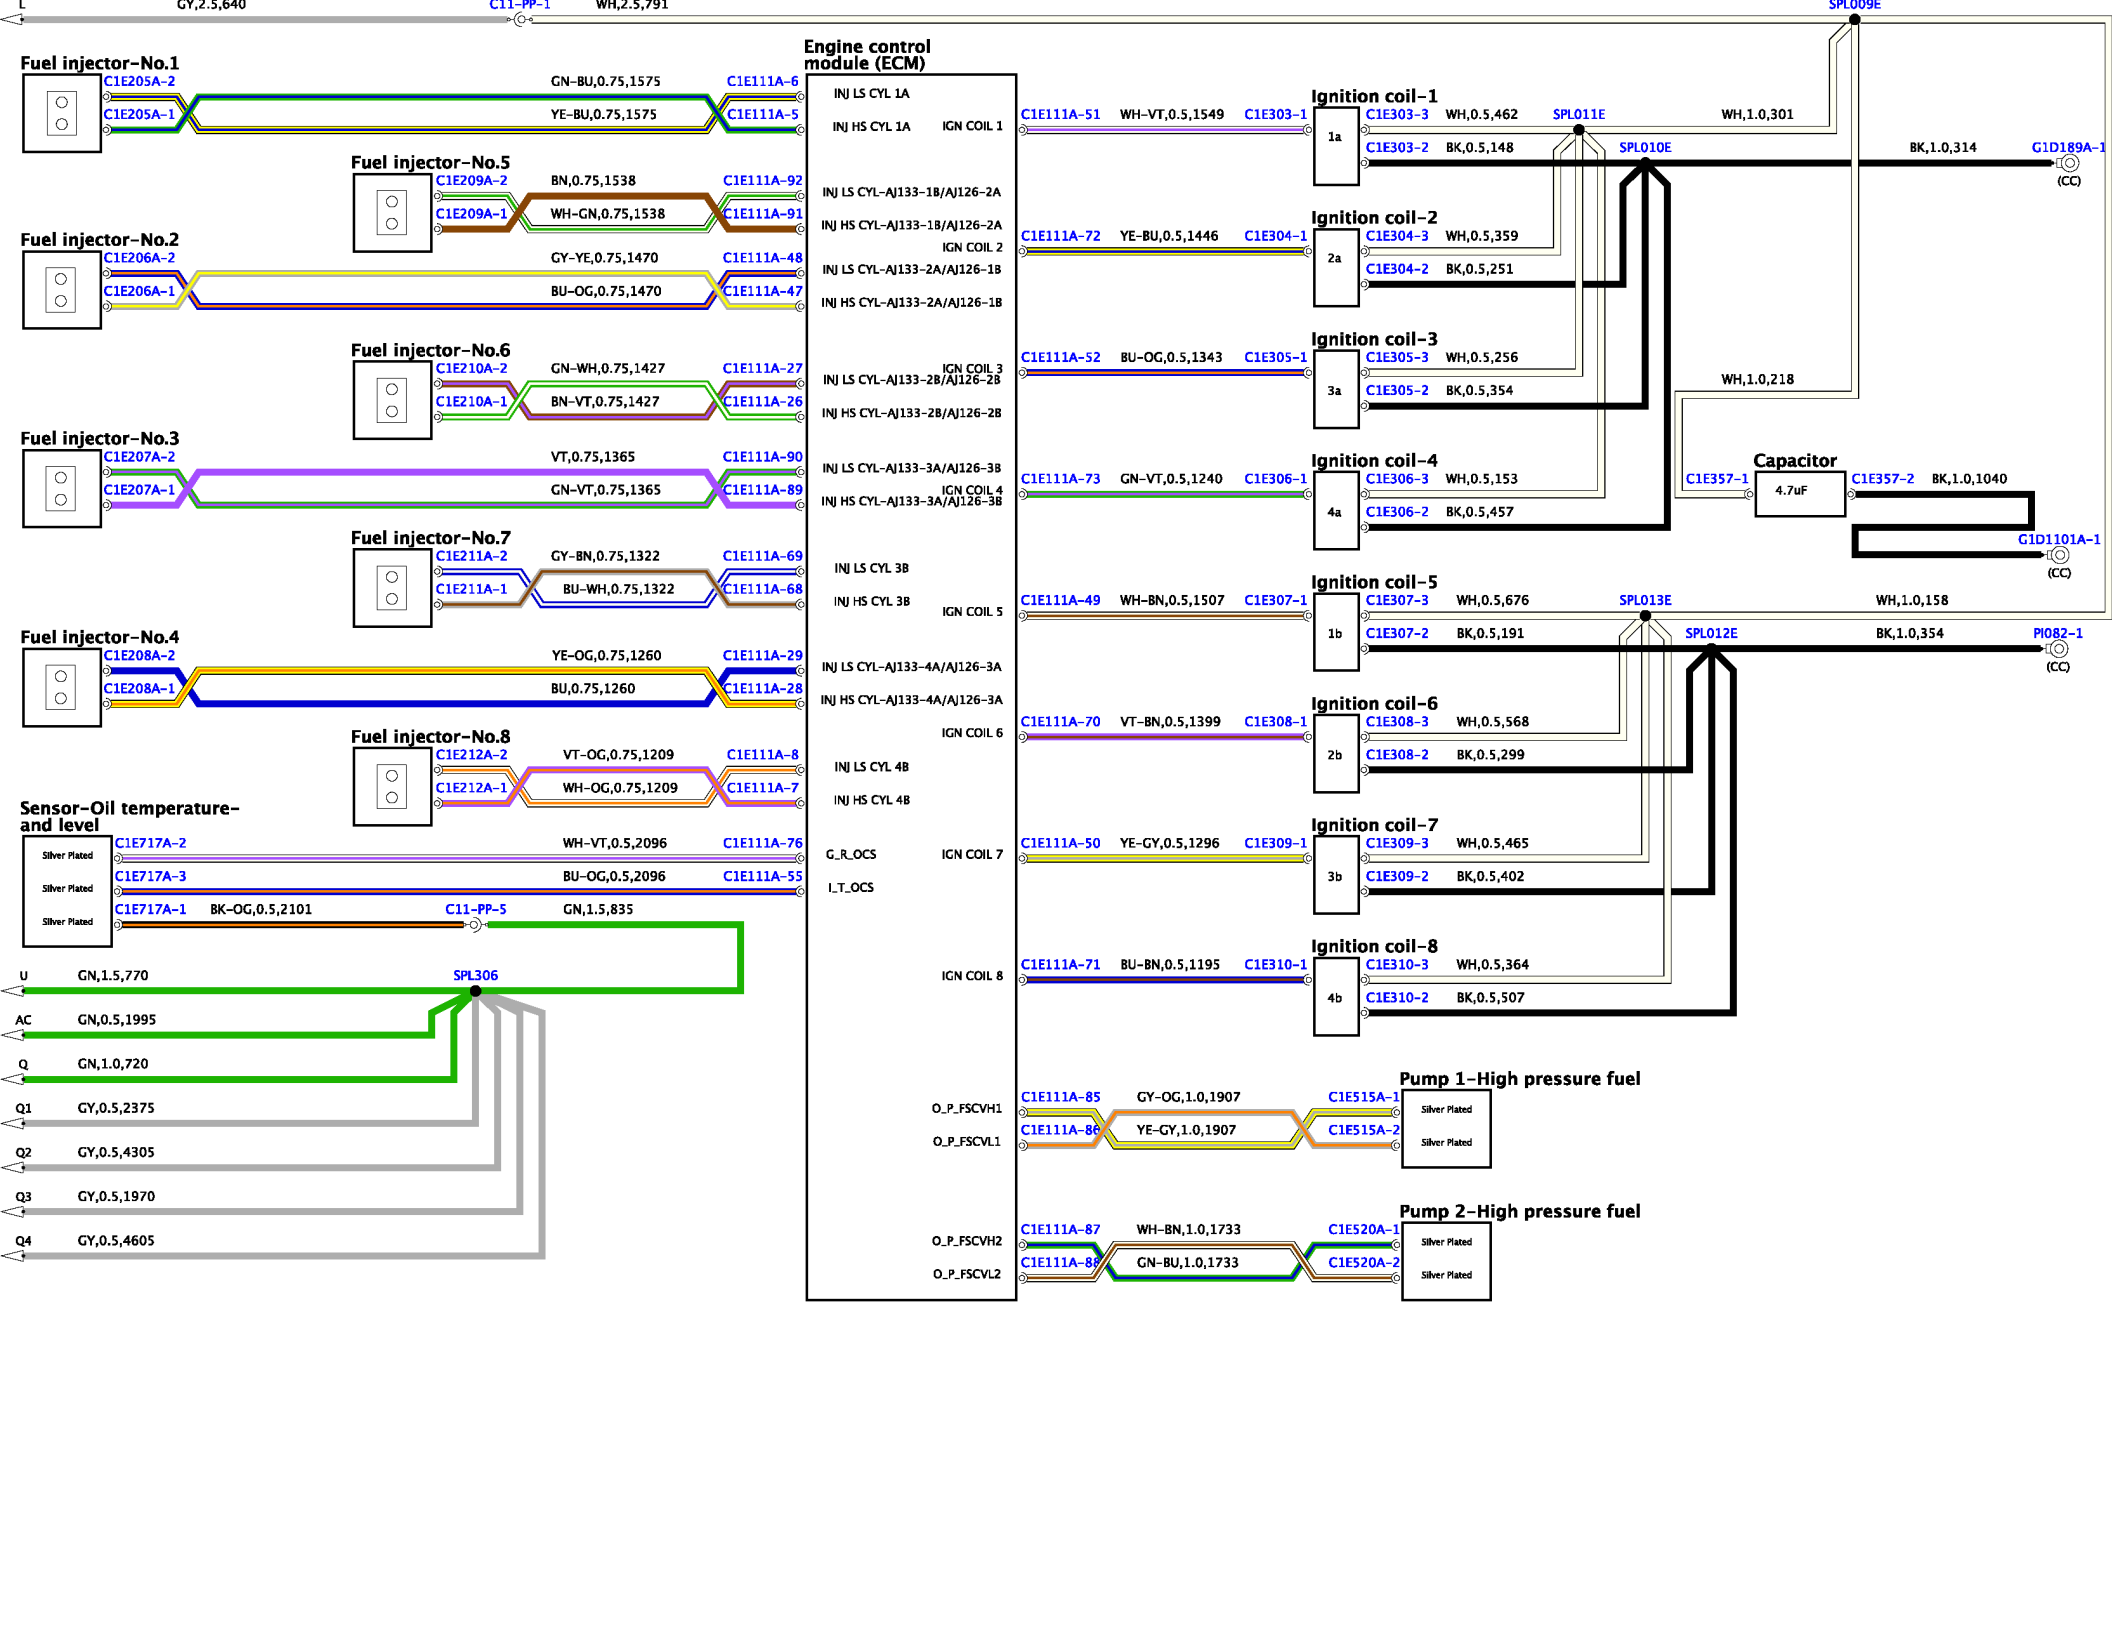 L
GY,2.5,640
C11-PP-1
WH,2.5,791
SPL009E
Fuel injector-No.1
C1E205A-2
GN-BU,0.75,1575
C1E111A-6
C1E205A-1
YE-BU,0.75,1575
C1E111A-5
Fuel injector-No.5
C1E209A-2
BN,0.75,1538
C1E111A-92
C1E209A-1
WH-GN,0.75,1538
C1E111A-91
Fuel injector-No.2
C1E206A-2
GY-YE,0.75,1470
C1E111A-48
C1E206A-1
BU-OG,0.75,1470
C1E111A-47
Fuel injector-No.6
C1E210A-2
GN-WH,0.75,1427
C1E111A-27
C1E210A-1
BN-VT,0.75,1427
C1E111A-26
Fuel injector-No.3
C1E207A-2
VT,0.75,1365
C1E111A-90
C1E207A-1
GN-VT,0.75,1365
C1E111A-89
Fuel injector-No.7
C1E211A-2
GY-BN,0.75,1322
C1E111A-69
C1E211A-1
BU-WH,0.75,1322
C1E111A-68
Fuel injector-No.4
C1E208A-2
YE-OG,0.75,1260
C1E111A-29
C1E208A-1
BU,0.75,1260
C1E111A-28
Fuel injector-No.8
C1E212A-2
VT-OG,0.75,1209
C1E111A-8
C1E212A-1
WH-OG,0.75,1209
C1E111A-7
Sensor-Oil temperature-
and level
Silver Plated
C1E717A-2
WH-VT,0.5,2096
C1E111A-76
Silver Plated
C1E717A-3
BU-OG,0.5,2096
C1E111A-55
Silver Plated
C1E717A-1
BK-OG,0.5,2101
C11-PP-5
GN,1.5,835
U
GN,1.5,770
SPL306
AC
GN,0.5,1995
Q
GN,1.0,720
Q1
GY,0.5,2375
Q2
GY,0.5,4305
Q3
GY,0.5,1970
Q4
GY,0.5,4605
Engine control
module (ECM)
INJ LS CYL 1A
INJ HS CYL 1A
IGN COIL 1
INJ LS CYL-AJ133-1B/AJ126-2A
INJ HS CYL-AJ133-1B/AJ126-2A
IGN COIL 2
INJ LS CYL-AJ133-2A/AJ126-1B
INJ HS CYL-AJ133-2A/AJ126-1B
IGN COIL 3
INJ LS CYL-AJ133-2B/AJ126-2B
INJ HS CYL-AJ133-2B/AJ126-2B
INJ LS CYL-AJ133-3A/AJ126-3B
IGN COIL 4
INJ HS CYL-AJ133-3A/AJ126-3B
INJ LS CYL 3B
INJ HS CYL 3B
IGN COIL 5
INJ LS CYL-AJ133-4A/AJ126-3A
INJ HS CYL-AJ133-4A/AJ126-3A
IGN COIL 6
INJ LS CYL 4B
INJ HS CYL 4B
G_R_OCS
IGN COIL 7
I_T_OCS
IGN COIL 8
O_P_FSCVH1
O_P_FSCVL1
O_P_FSCVH2
O_P_FSCVL2
Ignition coil-1
C1E111A-51
WH-VT,0.5,1549
C1E303-1
1a
C1E303-3
WH,0.5,462
SPL011E
WH,1.0,301
C1E303-2
BK,0.5,148
SPL010E
BK,1.0,314
G1D189A-1
(CC)
Ignition coil-2
C1E111A-72
YE-BU,0.5,1446
C1E304-1
2a
C1E304-3
WH,0.5,359
C1E304-2
BK,0.5,251
Ignition coil-3
C1E111A-52
BU-OG,0.5,1343
C1E305-1
3a
C1E305-3
WH,0.5,256
C1E305-2
BK,0.5,354
WH,1.0,218
Ignition coil-4
C1E111A-73
GN-VT,0.5,1240
C1E306-1
4a
C1E306-3
WH,0.5,153
C1E306-2
BK,0.5,457
Capacitor
C1E357-1
4.7uF
C1E357-2
BK,1.0,1040
G1D1101A-1
(CC)
Ignition coil-5
C1E111A-49
WH-BN,0.5,1507
C1E307-1
1b
C1E307-3
WH,0.5,676
SPL013E
WH,1.0,158
C1E307-2
BK,0.5,191
SPL012E
BK,1.0,354
PI082-1
(CC)
Ignition coil-6
C1E111A-70
VT-BN,0.5,1399
C1E308-1
2b
C1E308-3
WH,0.5,568
C1E308-2
BK,0.5,299
Ignition coil-7
C1E111A-50
YE-GY,0.5,1296
C1E309-1
3b
C1E309-3
WH,0.5,465
C1E309-2
BK,0.5,402
Ignition coil-8
C1E111A-71
BU-BN,0.5,1195
C1E310-1
4b
C1E310-3
WH,0.5,364
C1E310-2
BK,0.5,507
Pump 1-High pressure fuel
C1E111A-85
GY-OG,1.0,1907
C1E515A-1
Silver Plated
C1E111A-86
YE-GY,1.0,1907
C1E515A-2
Silver Plated
Pump 2-High pressure fuel
C1E111A-87
WH-BN,1.0,1733
C1E520A-1
Silver Plated
C1E111A-88
GN-BU,1.0,1733
C1E520A-2
Silver Plated